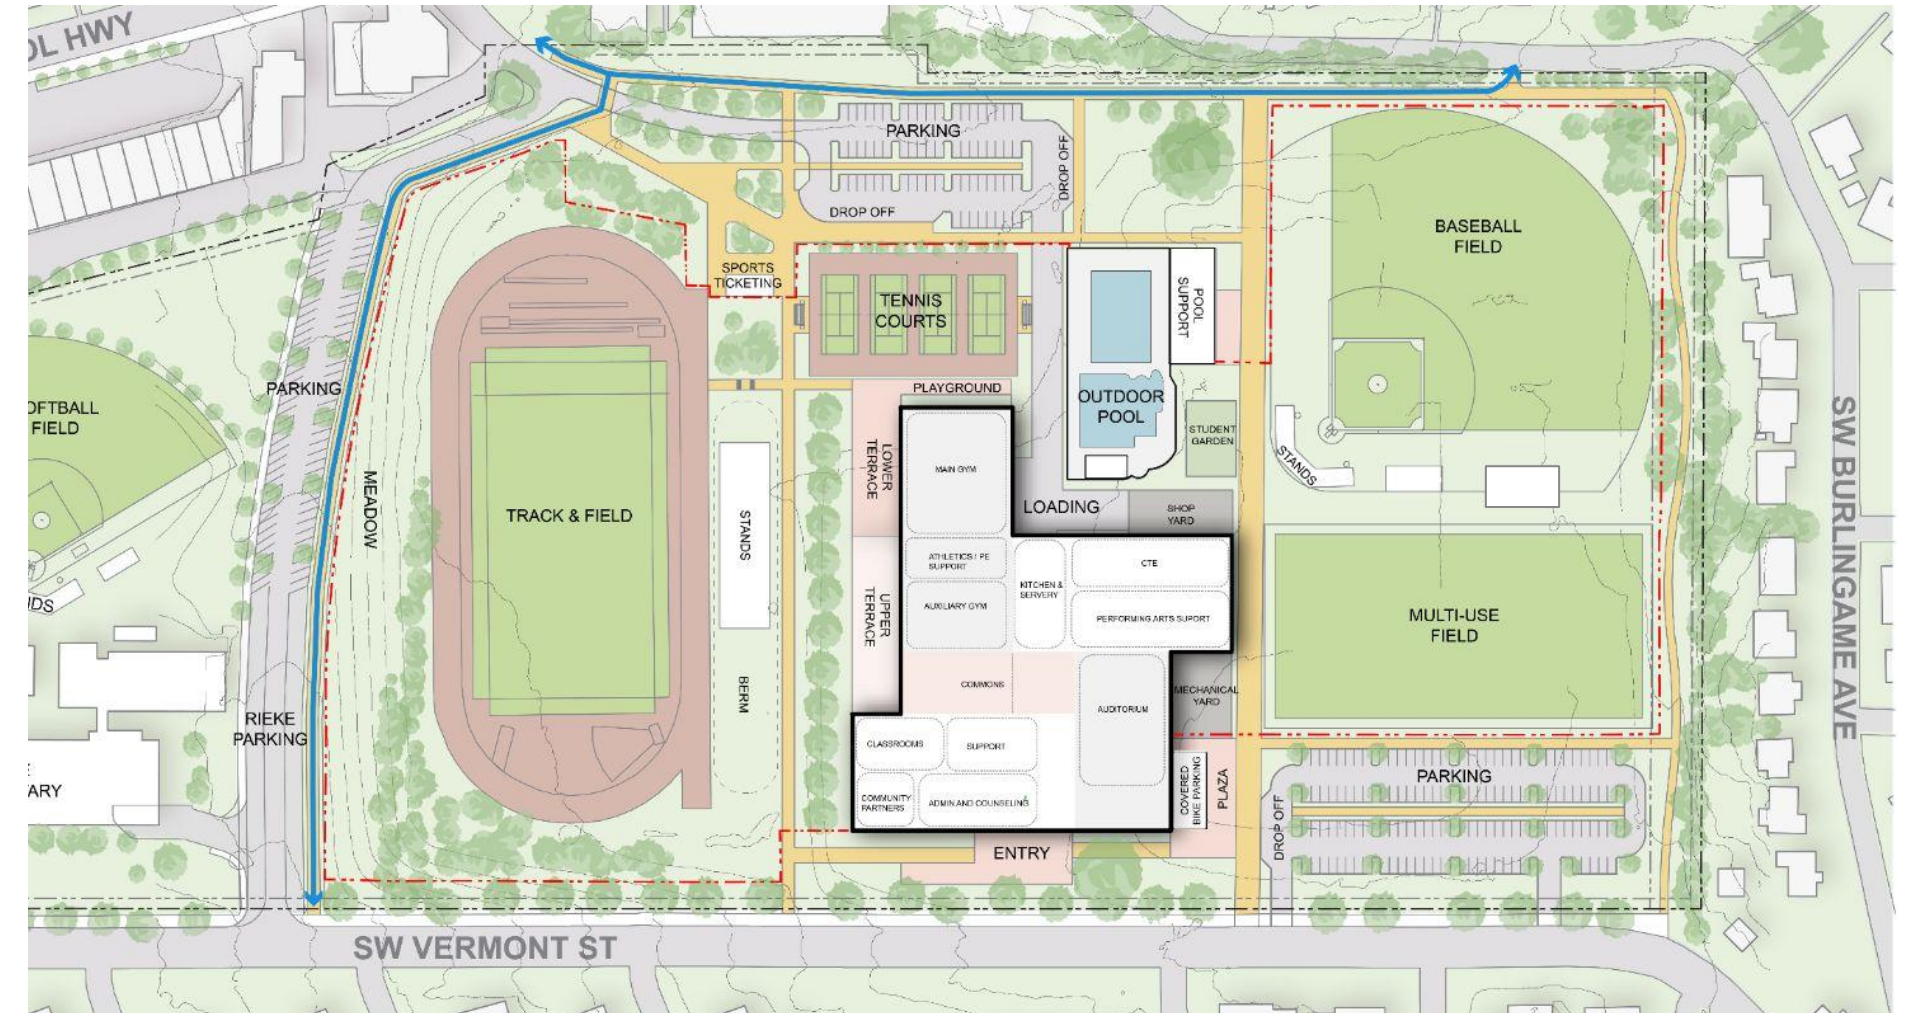 OL HWY
PARKING
DROP OFF
DROP OFF
SPORTS
TICKETING
TENNIS
COURTS
POOL
SUPPORT
BASEBALL
FIELD
PARKING
OFTBALL
FIELD
PLAYGROUND
OUTDOOR
POOL
STUDENT
GARDEN
STANDS
LOWER
TERRACE
MAIN GYM
MEADOW
TRACK & FIELD
STANDS
LOADING
SHOP
YARD
SW BURLINGAME AVE
ATHLETICS / PE
SUPPORT
KITCHEN &
SERVERY
CTE
NDS
UPPER
TERRACE
AUXILIARY GYM
PERFORMING ARTS SUPORT
MULTI-USE
FIELD
BERM
COMMONS
AUDITORIUM
MECHANICAL
YARD
RIEKE
PARKING
CLASSROOMS
SUPPORT
ARY
COMMUNITY
PARTNERS
ADMIN AND COUNSELING
COVERED
BIKE PARKING
PLAZA
PARKING
DROP OFF
ENTRY
SW VERMONT ST